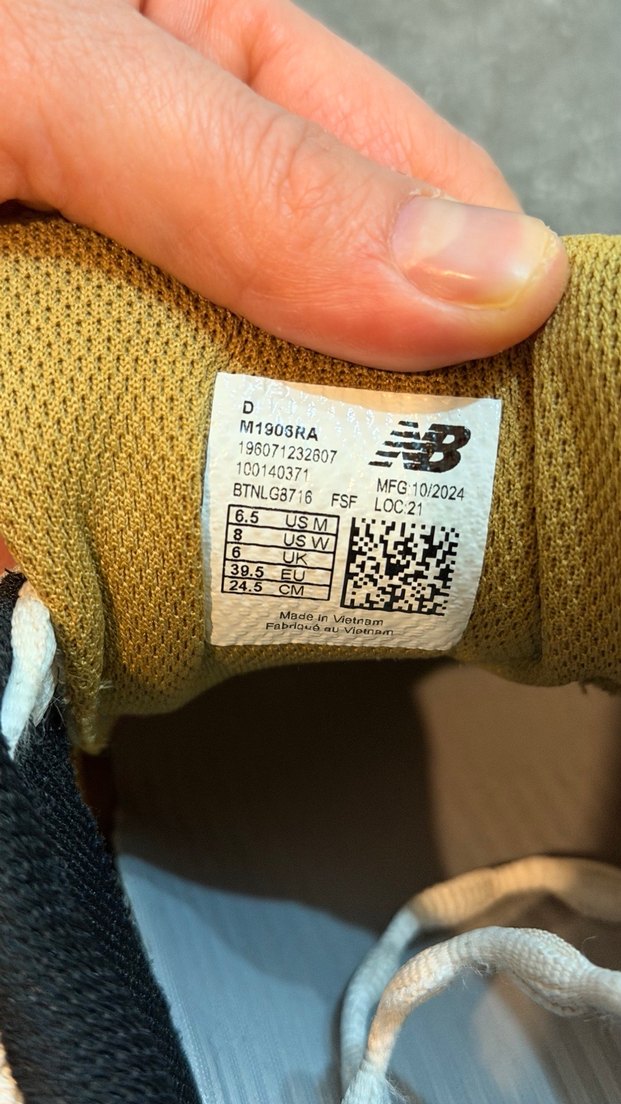 D
M1906RA
196071232607
100140371
BTNLG8716 FSF
NB
MFG:10/2024
LOC:21
6.5 US M
8 US W
6 UK
39.5 EU
24.5 CM
Made in Vietnam
Fabriqué au Vietnam